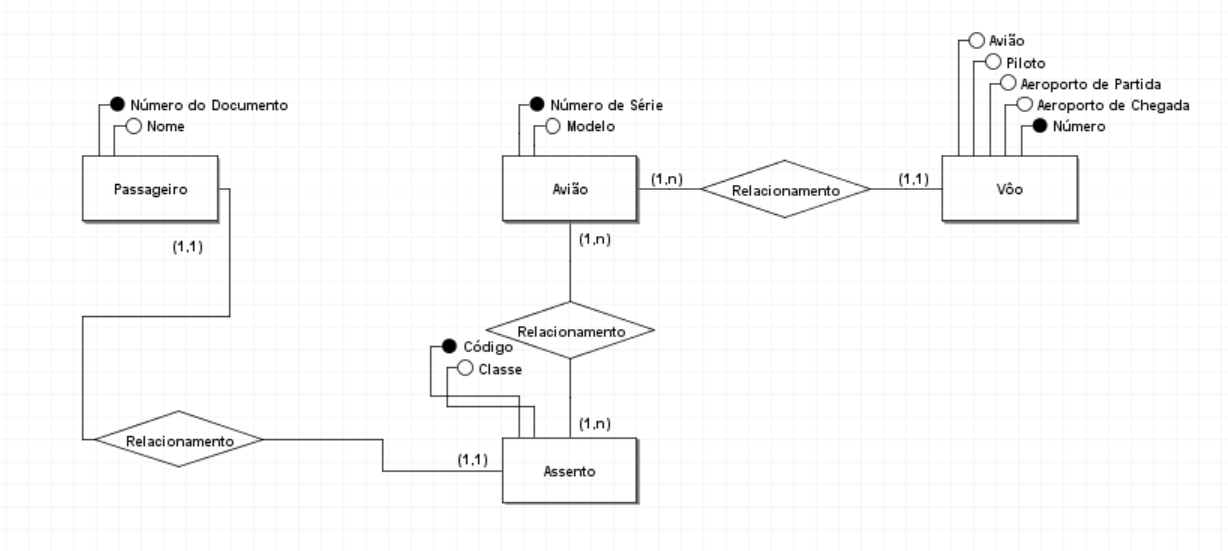 Número do Documento
Nome
Passageiro
(1,1)
Relacionamento
(1,1)
Número de Série
Modelo
Avião
(1,n)
Relacionamento
(1,1)
Avião
Piloto
Aeroporto de Partida
Aeroporto de Chegada
Número
Vôo
(1,n)
Relacionamento
(1,n)
Código
Classe
Assento